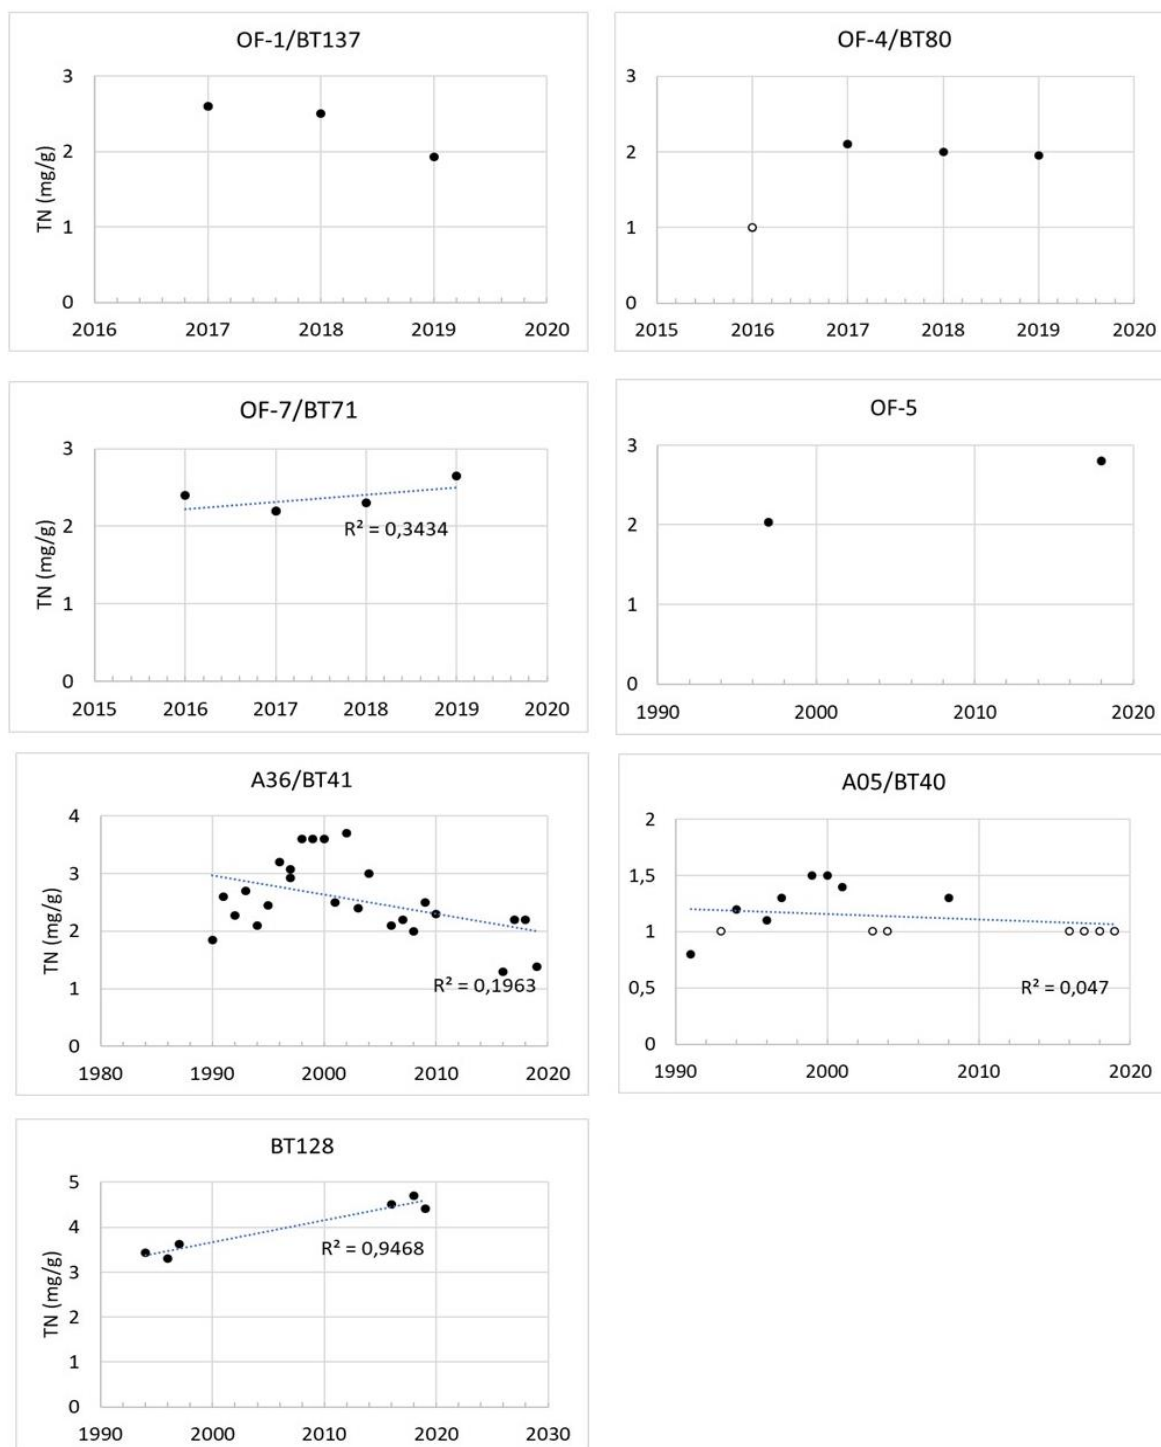 OF-1/BT137
TN (mg/g)
3
2
1
0
2016 2017 2018 2019 2020
OF-4/BT80
3
2
1
0
2015 2016 2017 2018 2019 2020
OF-7/BT71
TN (mg/g)
3
2
1
0
R² = 0,3434
2015 2016 2017 2018 2019 2020
OF-5
3
2
1
0
1990 2000 2010 2020
A36/BT41
TN (mg/g)
4
3
2
1
0
R² = 0,1963
1980 1990 2000 2010 2020
A05/BT40
2
1,5
1
0,5
0
R² = 0,047
1990 2000 2010 2020
BT128
TN (mg/g)
5
4
3
2
1
0
R² = 0,9468
1990 2000 2010 2020 2030